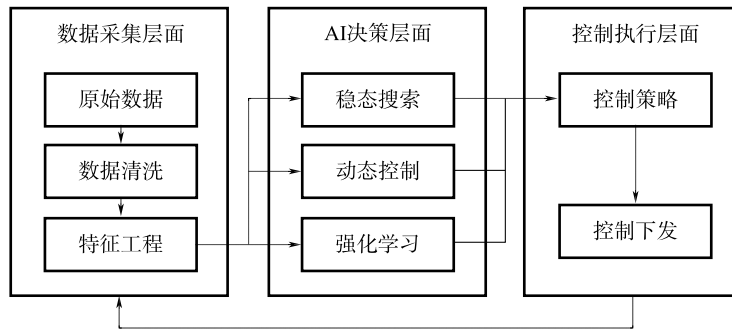 数据采集层面
原始数据
数据清洗
特征工程
AI决策层面
稳态搜索
动态控制
强化学习
控制执行层面
控制策略
控制下发